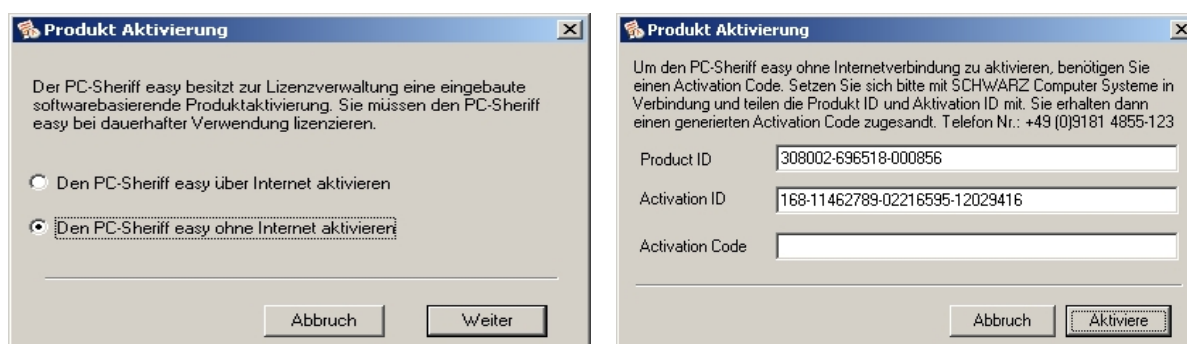 Produkt Aktivierung
Der PC-Sheriff easy besitzt zur Lizenzverwaltung eine eingebaute
softwarebasierende Produktaktivierung. Sie müssen den PC-Sheriff
easy bei dauerhafter Verwendung lizenzieren.
Den PC-Sheriff easy über Internet aktivieren
Den PC-Sheriff easy ohne Internet aktivieren
Abbruch
Weiter
Produkt Aktivierung
Um den PC-Sheriff easy ohne Internetverbindung zu aktivieren, benötigen Sie
einen Activation Code. Setzen Sie sich bitte mit SCHWARZ Computer Systeme in
Verbindung und teilen die Produkt ID und Aktivation ID mit. Sie erhalten dann
einen generierten Activation Code zugesandt. Telefon Nr.: +49 (0)9181 4855-123
Product ID 308002-696518-000856
Activation ID 168-11462789-02216595-12029416
Activation Code
Abbruch
Aktiviere